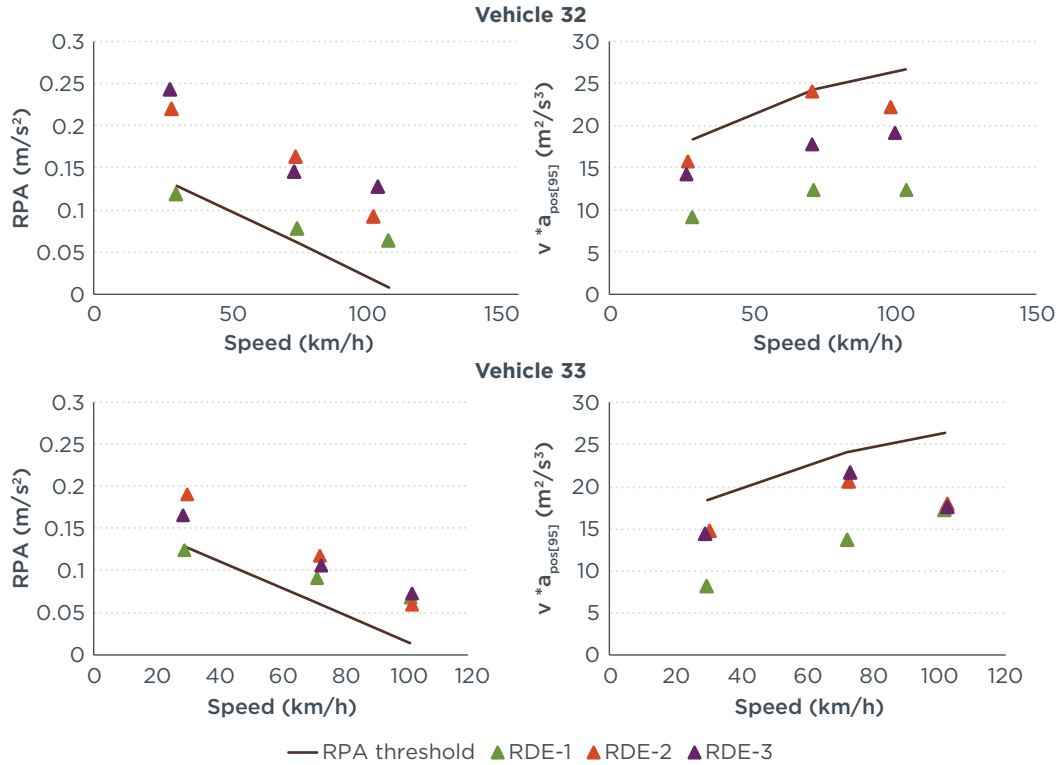 Vehicle 32
0.3
0.25
0.2
0.15
0.1
0.05
0
RPA (m/s²)
0 50 100 150
Speed (km/h)
30
25
20
15
10
5
0
v *a_pos[95] (m²/s³)
0 50 100 150
Speed (km/h)
Vehicle 33
0.3
0.25
0.2
0.15
0.1
0.05
0
RPA (m/s²)
0 20 40 60 80 100 120
Speed (km/h)
30
25
20
15
10
5
0
v *a_pos[95] (m²/s³)
0 20 40 60 80 100 120
Speed (km/h)
RPA threshold RDE-1 RDE-2 RDE-3